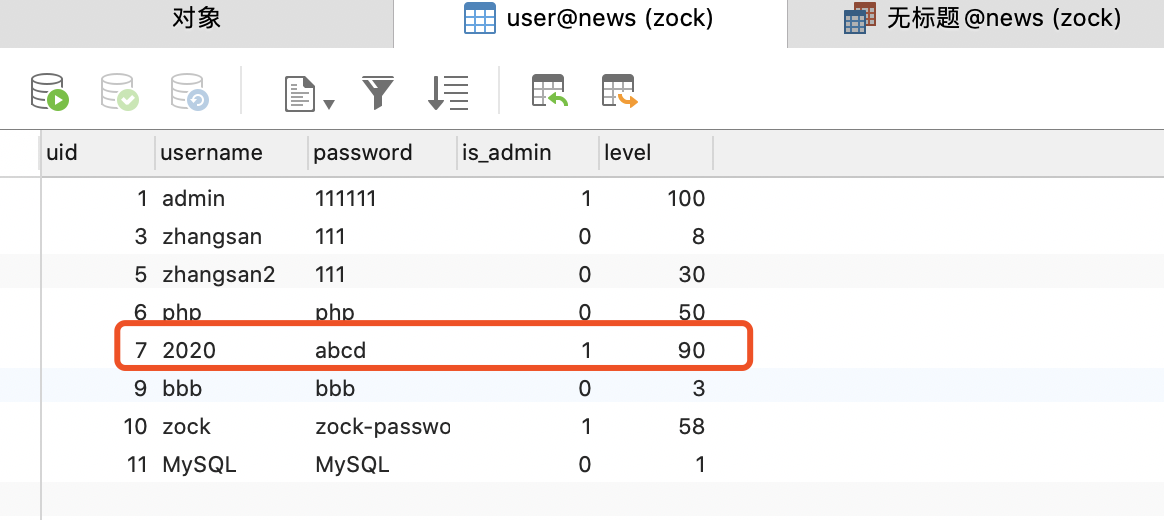 对象 user@news (zock) 无标题@news (zock)
uid username password is_admin level
1 admin 111111 1 100
3 zhangsan 111 0 8
5 zhangsan2 111 0 30
6 php php 0 50
7 2020 abcd 1 90
9 bbb bbb 0 3
10 zock zock-passwo 1 58
11 MySQL MySQL 0 1